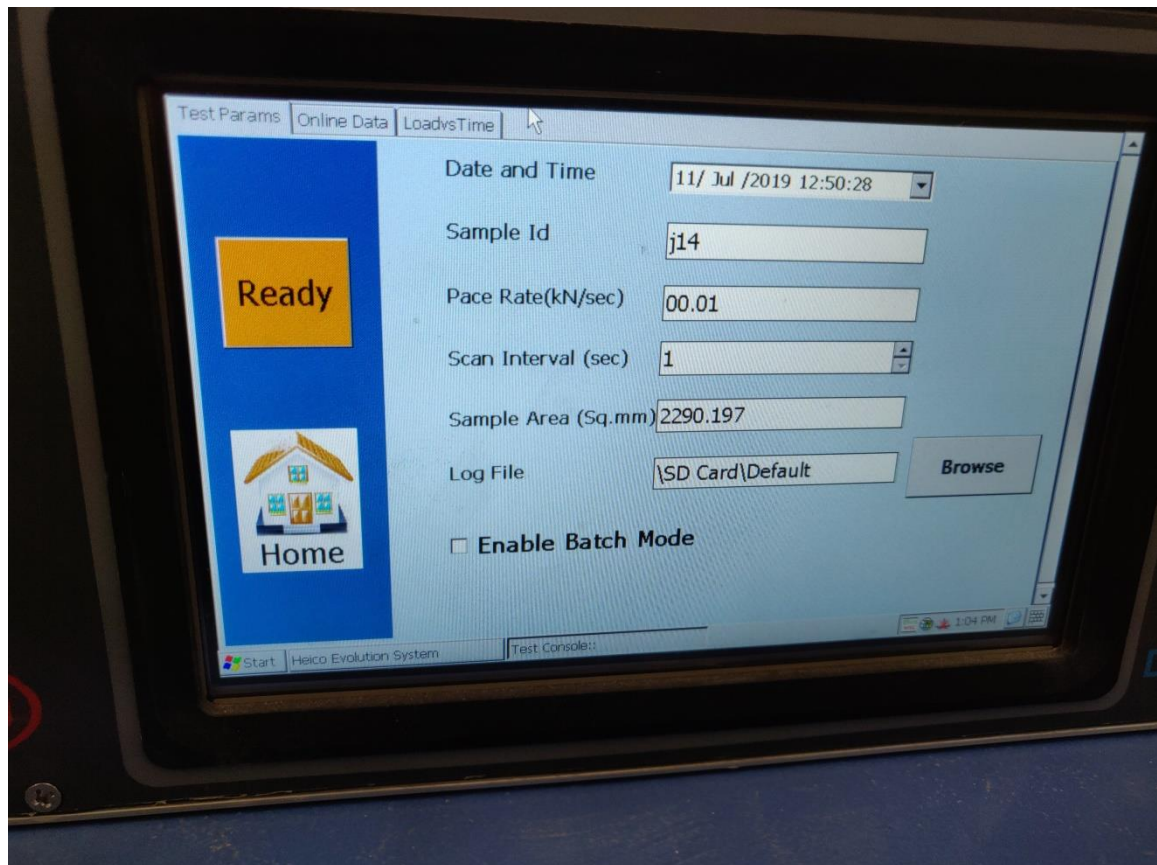 Test Params Online Data LoadvsTime
Date and Time 11/ Jul /2019 12:50:28
Sample Id j14
Ready
Pace Rate(kN/sec) 00.01
Scan Interval (sec) 1
Sample Area (Sq.mm) 2290.197
Log File \SD Card\Default Browse
Home
Enable Batch Mode
Start Heico Evolution System Test Console:: 1:04 PM